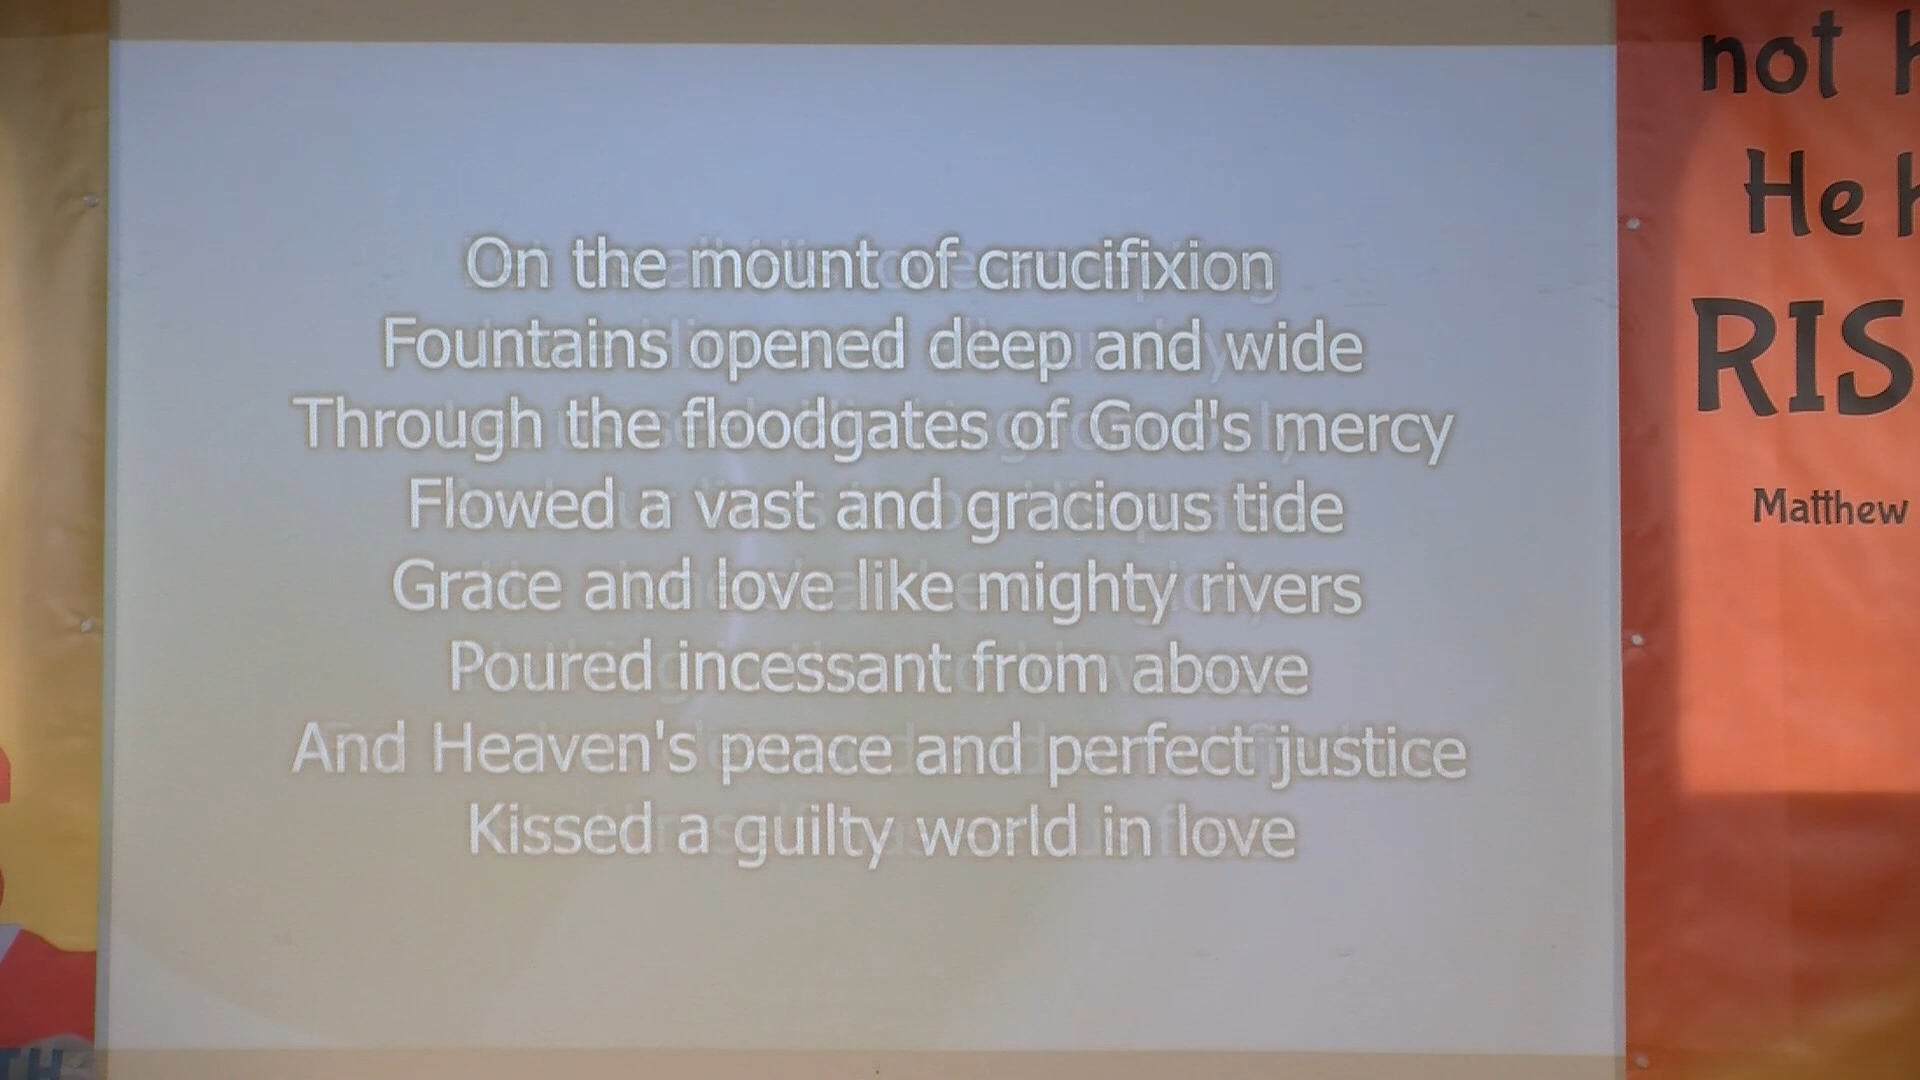 On the mount of crucifixion
Fountains opened deep and wide
Through the floodgates of God's mercy
Flowed a vast and gracious tide
Grace and love like mighty rivers
Poured incessant from above
And Heaven's peace and perfect justice
Kissed a guilty world in love
not
He
RIS
Matthew
TH